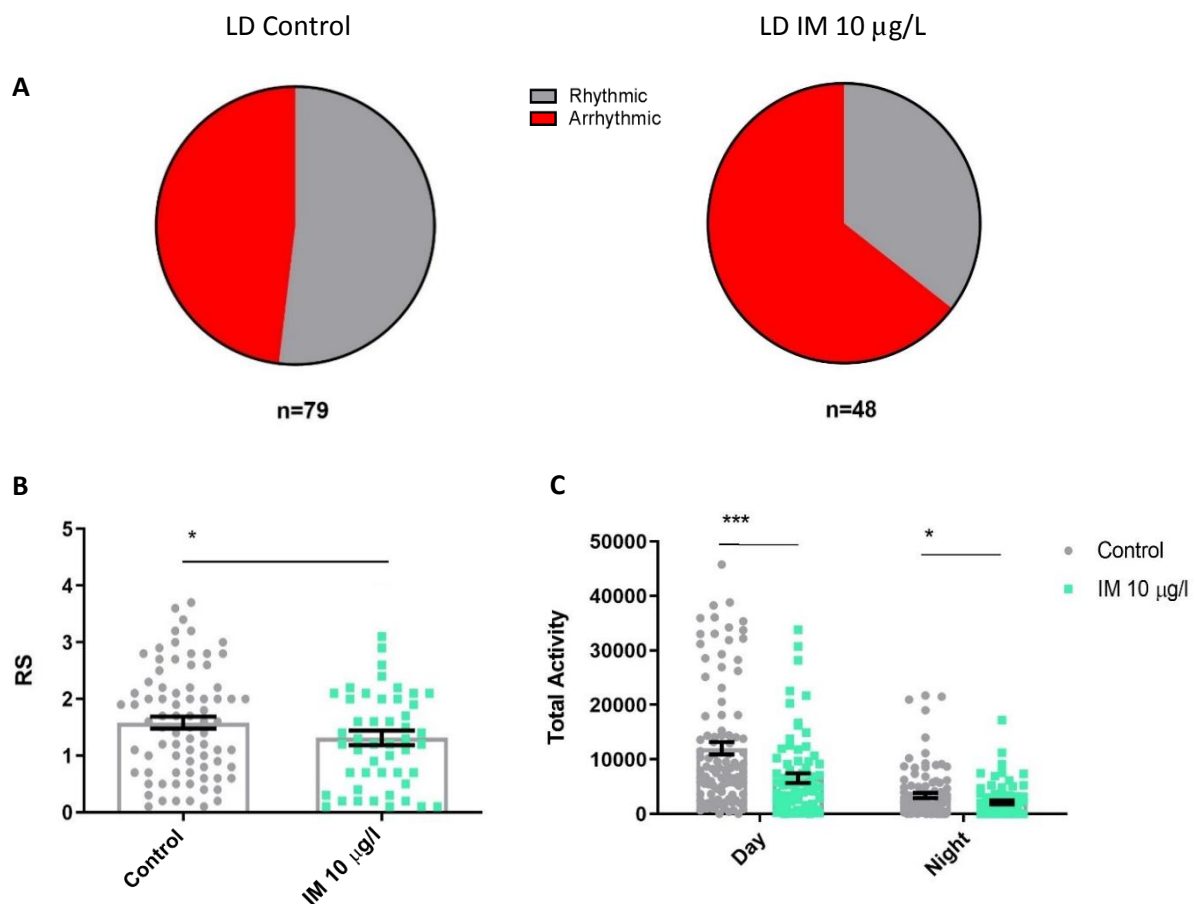 LD Control
LD IM 10 µg/L
A
Rhythmic
Arrhythmic
n=79
n=48
B
*
5
4
3
2
1
0
RS
Control
IM 10 µg/l
C
***
*
50000
40000
30000
20000
10000
0
Total Activity
Day
Night
Control
IM 10 µg/l